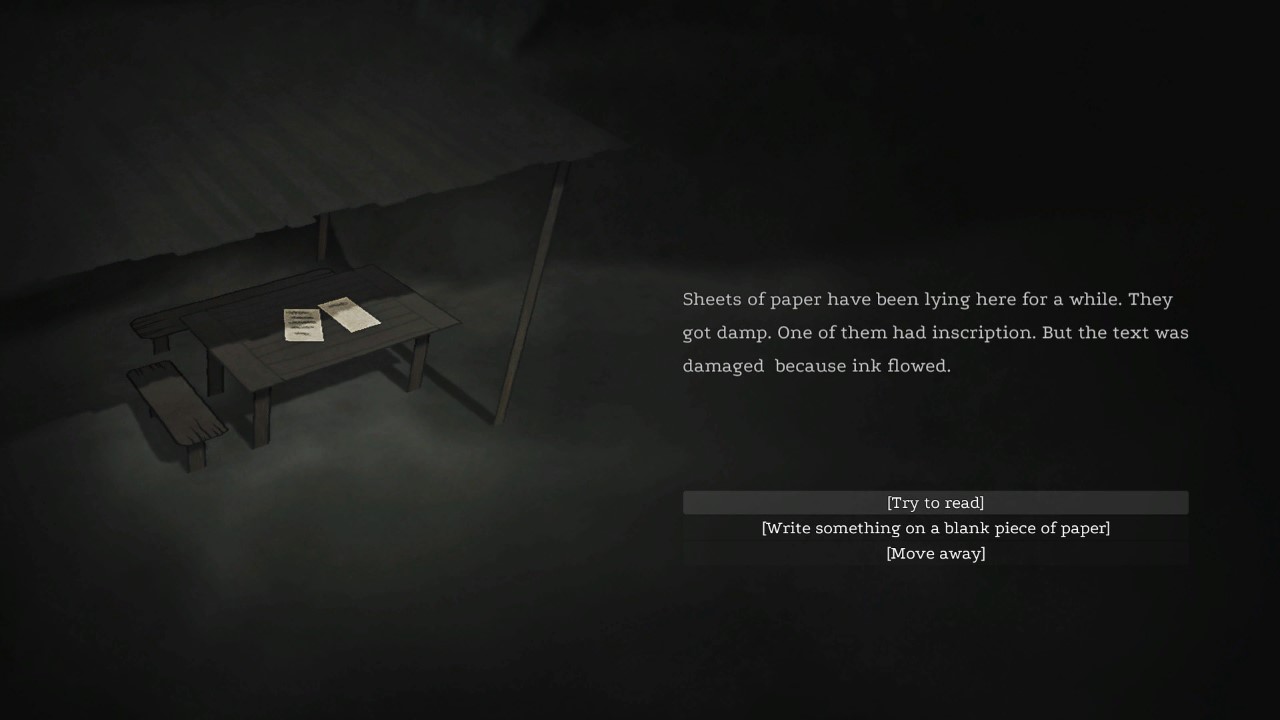 Sheets of paper have been lying here for a while. They
got damp. One of them had inscription. But the text was
damaged  because ink flowed.
[Try to read]
[Write something on a blank piece of paper]
[Move away]